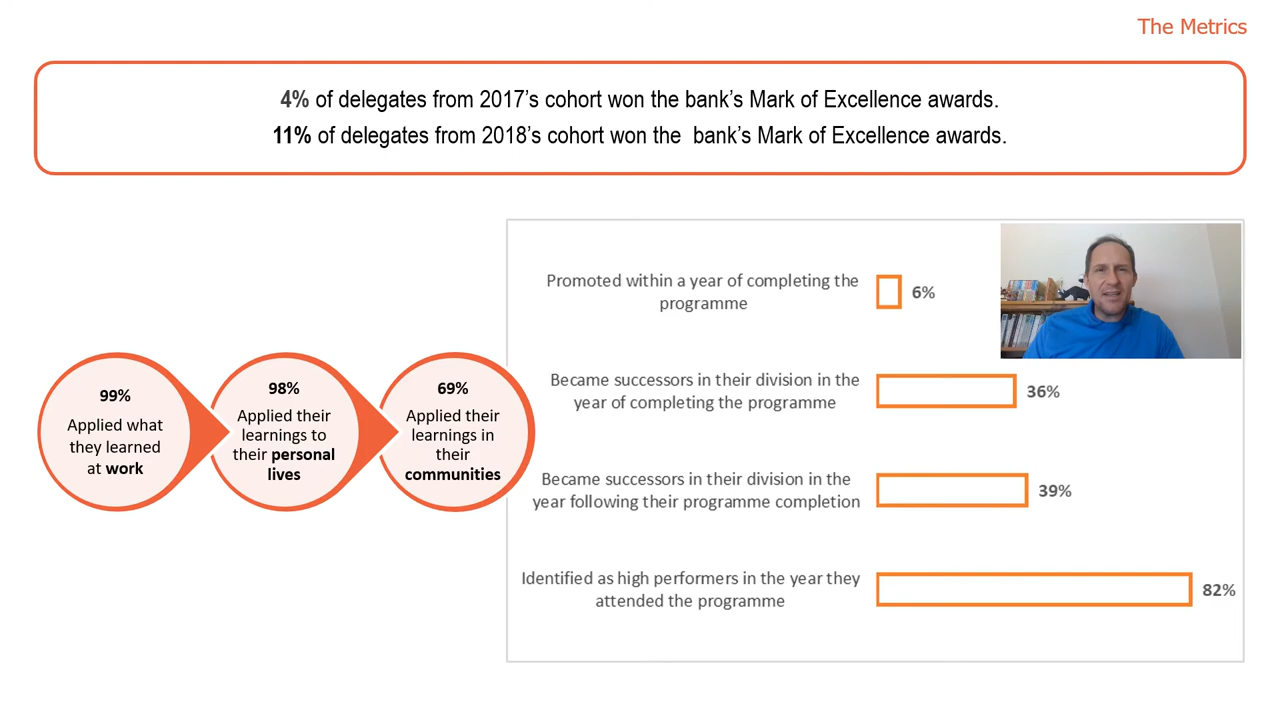 The Metrics
4% of delegates from 2017’s cohort won the bank’s Mark of Excellence awards.
11% of delegates from 2018’s cohort won the  bank’s Mark of Excellence awards.
99%
Applied what
they learned
at work
98%
Applied their
learnings to
their personal
lives
69%
Applied their
learnings in
their
communities
Promoted within a year of completing the
programme
6%
Became successors in their division in the
year of completing the programme
36%
Became successors in their division in the
year following their programme completion
39%
Identified as high performers in the year they
attended the programme
82%